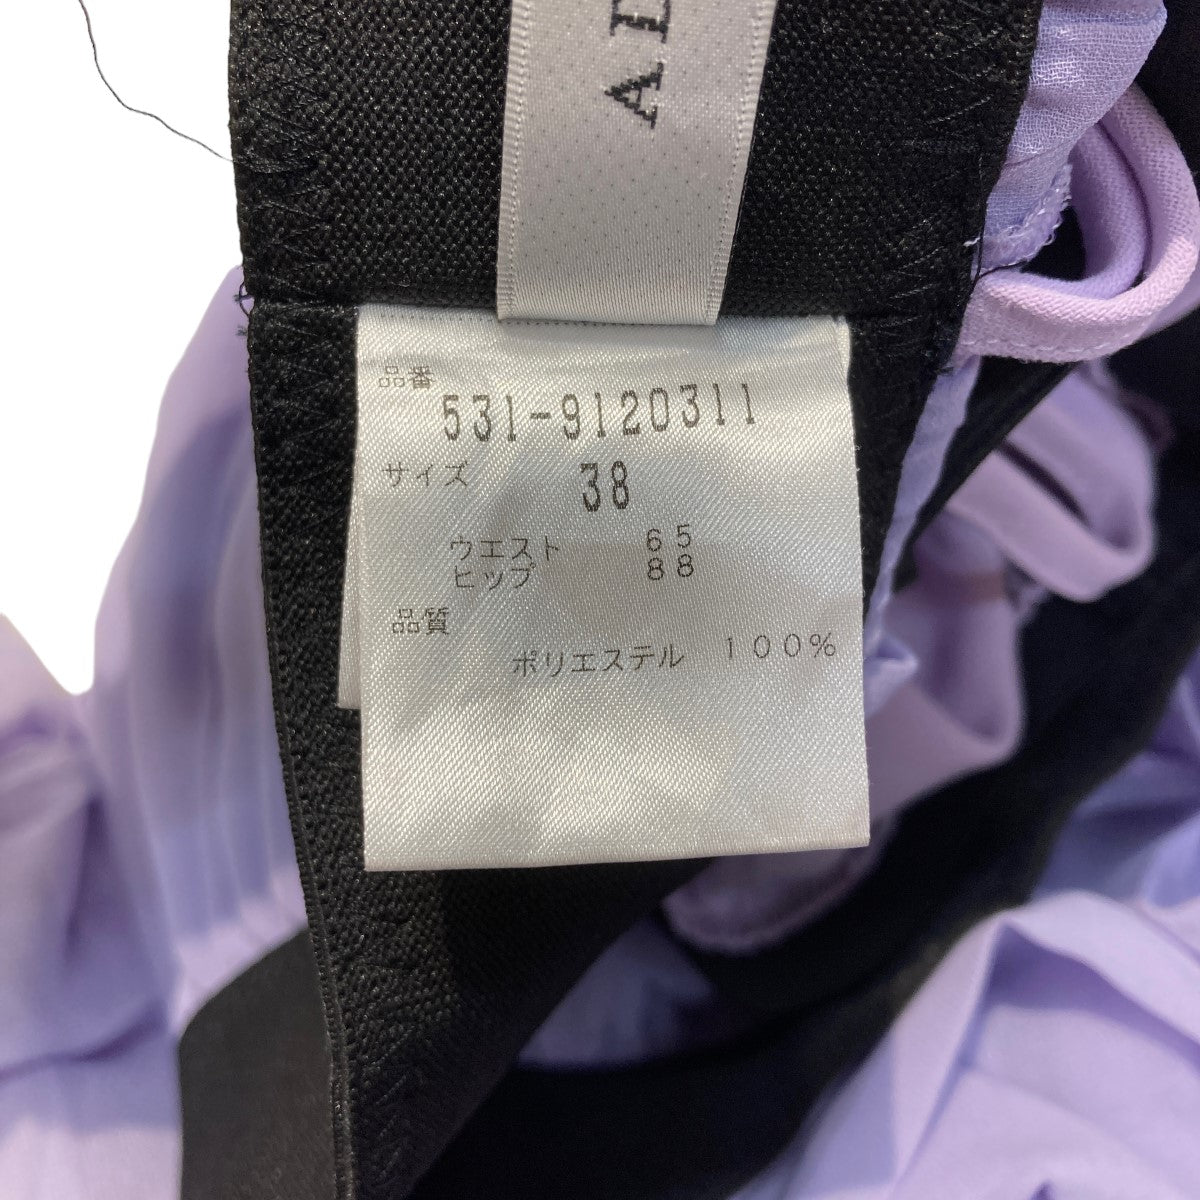 品番
531-9120311
サイズ 38
ウエスト 65
ヒップ 88
品質
ポリエステル 100%